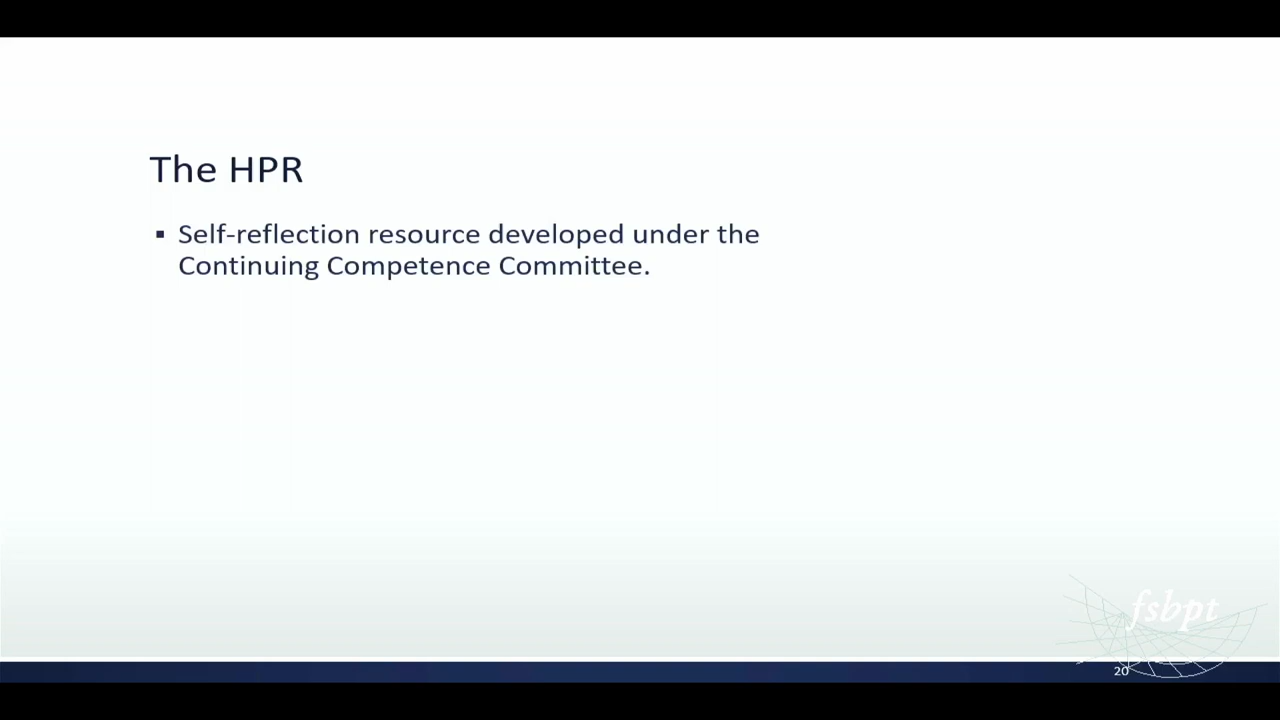 The HPR
▪ Self-reflection resource developed under the
Continuing Competence Committee.
fsbpt
20